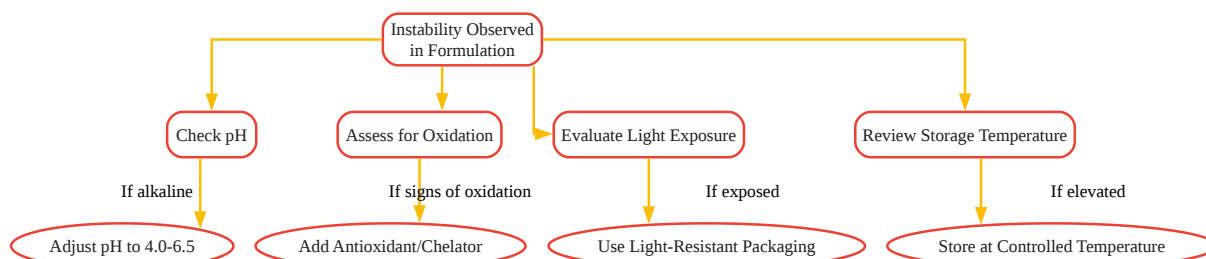 Instability Observed
in Formulation
Check pH
Assess for Oxidation
Evaluate Light Exposure
Review Storage Temperature
If alkaline
If signs of oxidation
If exposed
If elevated
Adjust pH to 4.0-6.5
Add Antioxidant/Chelator
Use Light-Resistant Packaging
Store at Controlled Temperature